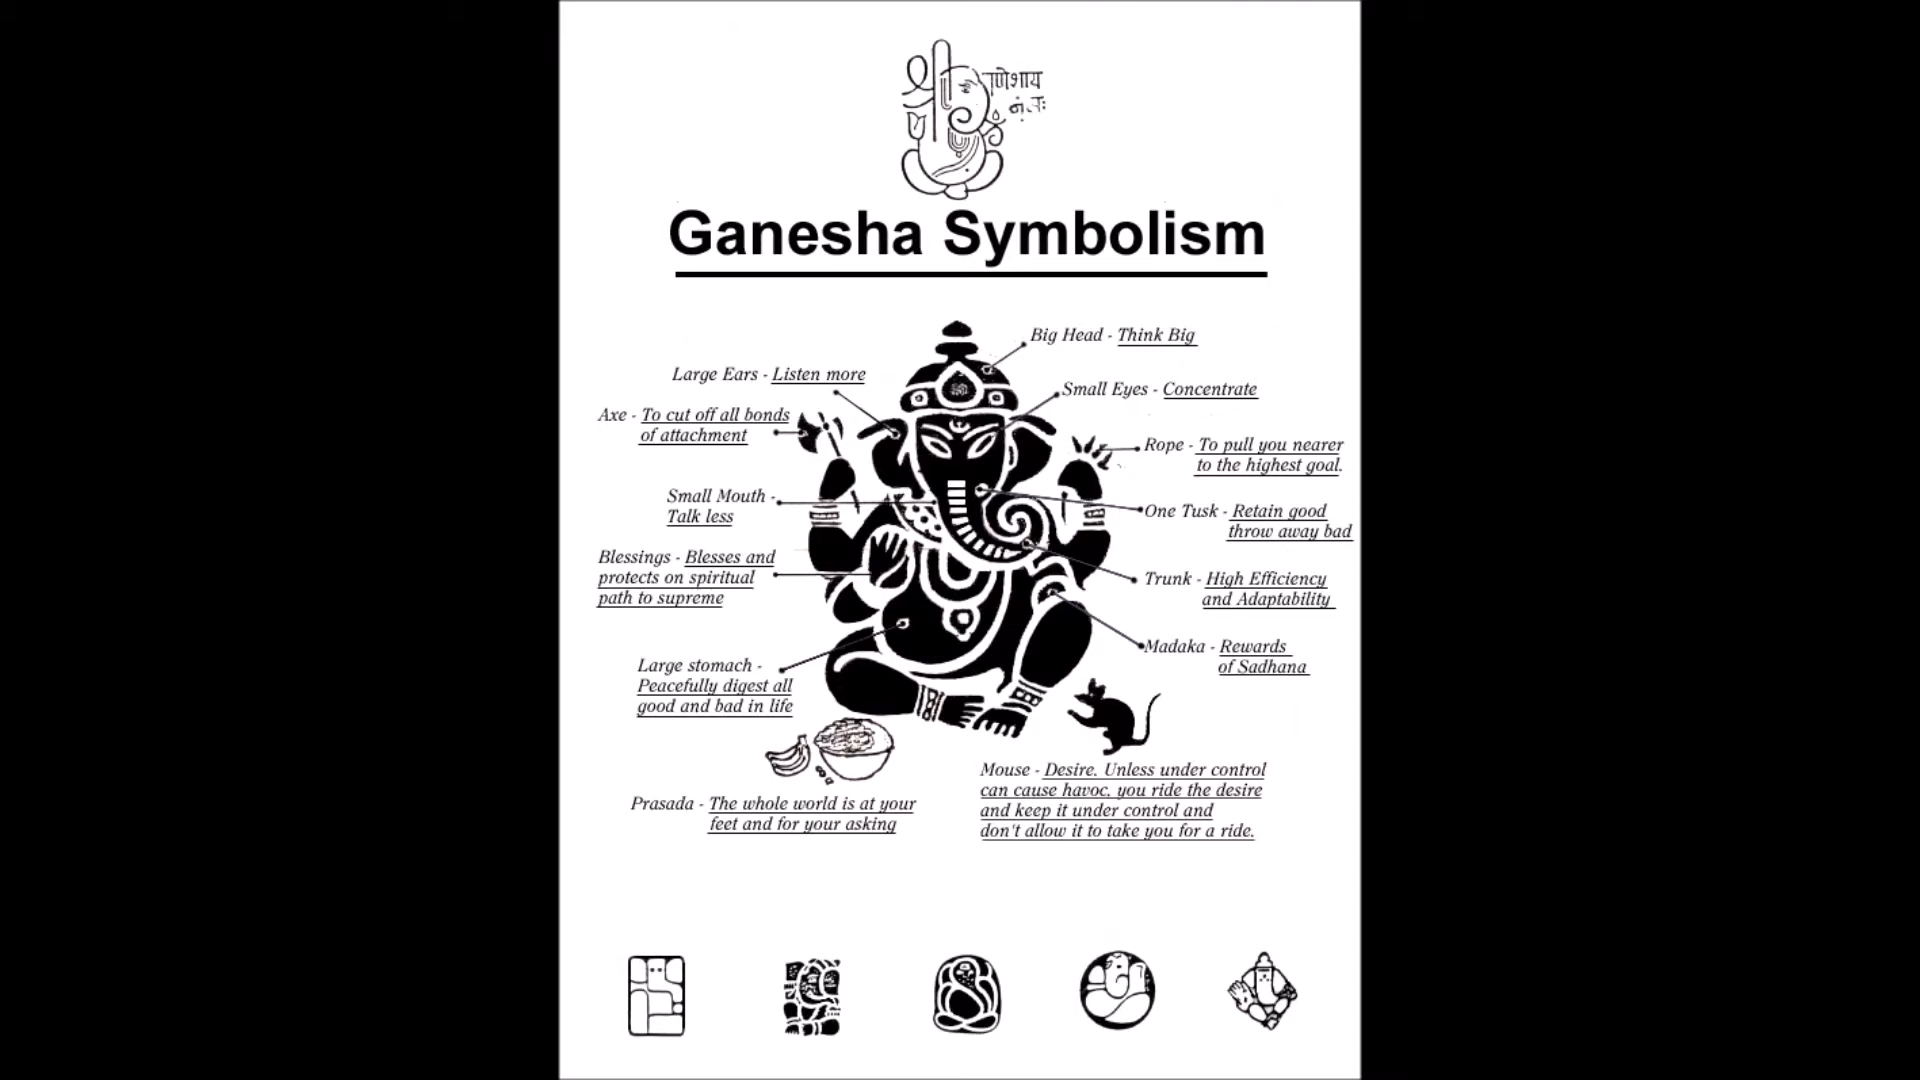 श्री गणेशाय
नमः
Ganesha Symbolism
Big Head - Think Big
Large Ears - Listen more
Small Eyes - Concentrate
Axe - To cut off all bonds
of attachment
Rope - To pull you nearer
to the highest goal.
Small Mouth -
Talk less
One Tusk - Retain good
throw away bad
Blessings - Blesses and
protects on spiritual
path to supreme
Trunk - High Efficiency
and Adaptability
Madaka - Rewards
of Sadhana
Large stomach -
Peacefully digest all
good and bad in life
Mouse - Desire. Unless under control
can cause havoc. you ride the desire
and keep it under control and
don't allow it to take you for a ride.
Prasada - The whole world is at your
feet and for your asking